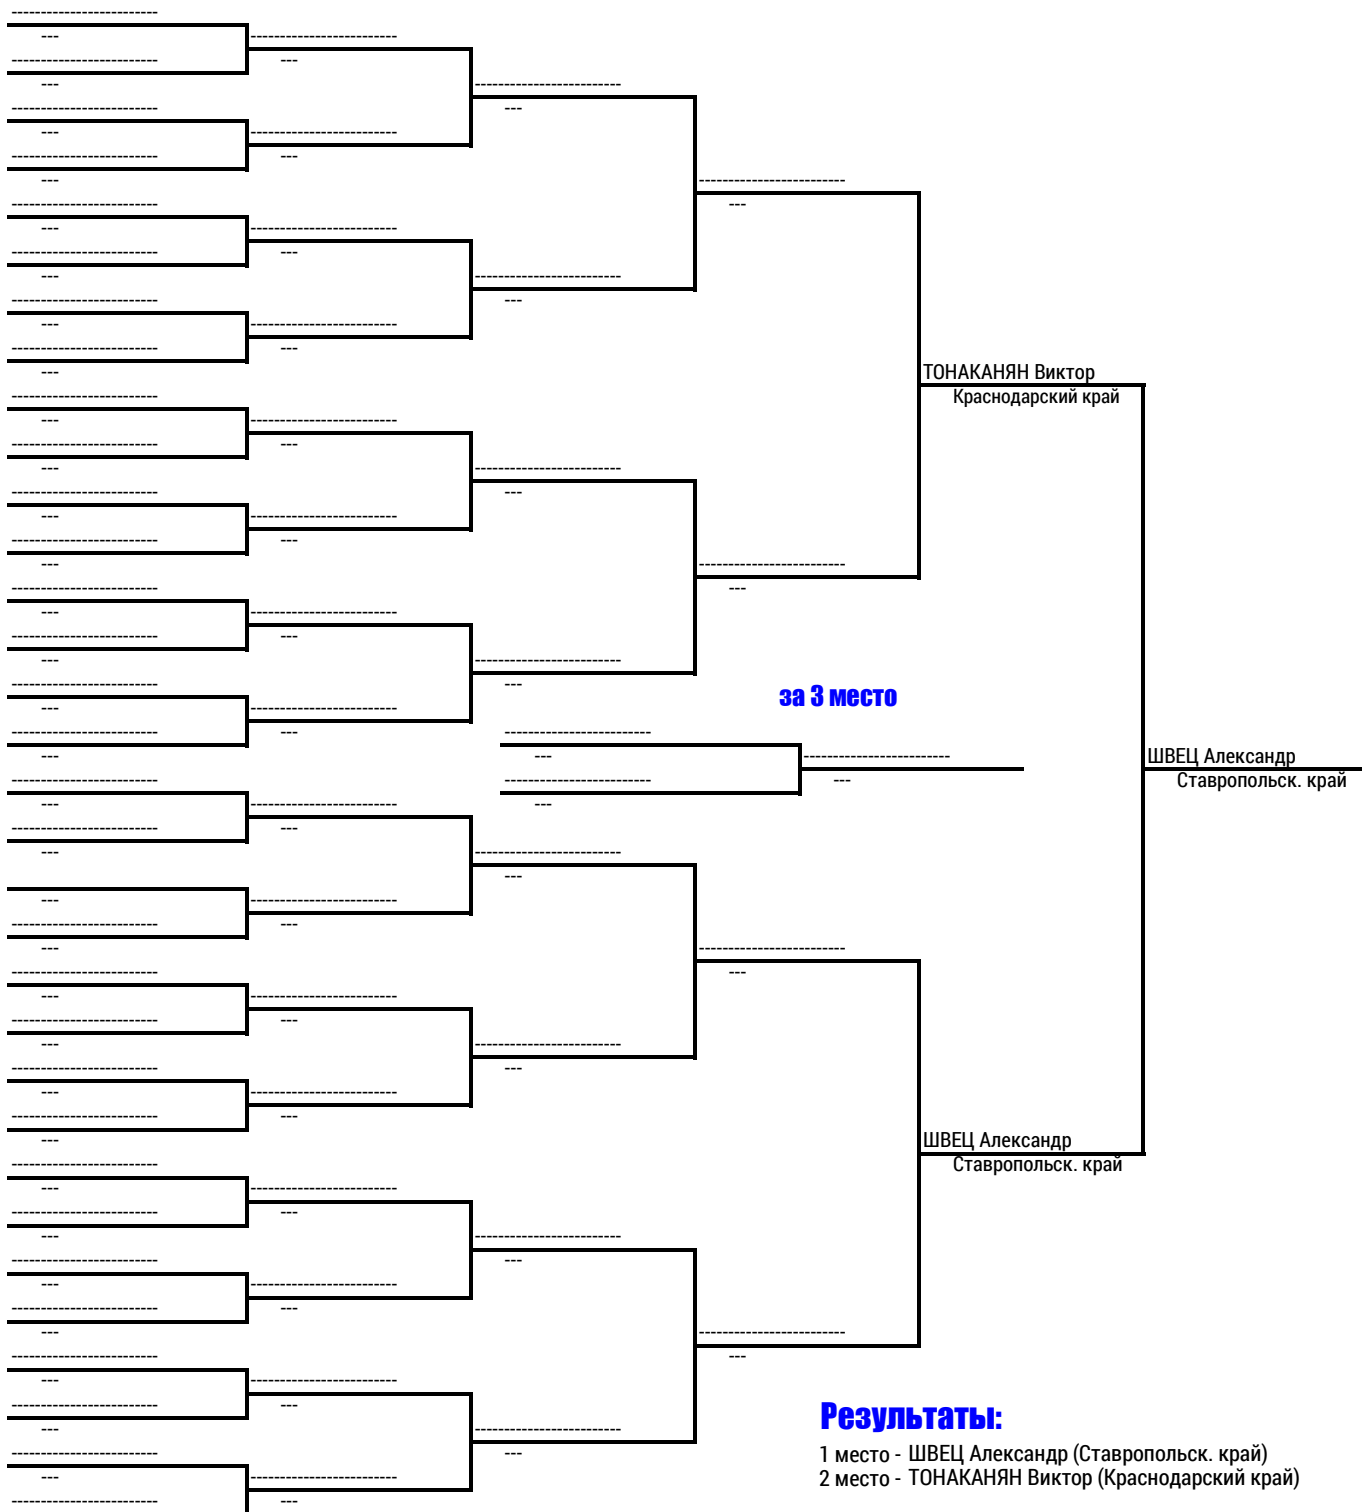 ТОНАКАНЯН Виктор
Краснодарский край
за 3 место
ШВЕЦ Александр
Ставропольск. край
ШВЕЦ Александр
Ставропольск. край
Результаты:
1 место - ШВЕЦ Александр (Ставропольск. край)
2 место - ТОНАКАНЯН Виктор (Краснодарский край)